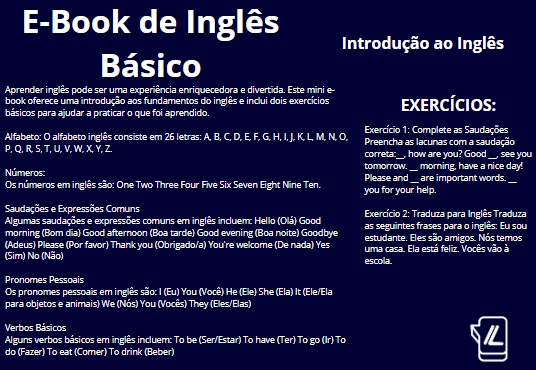 E-Book de Inglês
Básico
Aprender inglês pode ser uma experiência enriquecedora e divertida. Este mini e-
book oferece uma introdução aos fundamentos do inglês e inclui dois exercícios
básicos para ajudar a praticar o que foi aprendido.
Alfabeto: O alfabeto inglês consiste em 26 letras: A, B, C, D, E, F, G, H, I, J, K, L, M, N, O,
P, Q, R, S, T, U, V, W, X, Y, Z.
Números:
Os números em inglês são: One Two Three Four Five Six Seven Eight Nine Ten.
Saudações e Expressões Comuns
Algumas saudações e expressões comuns em inglês incluem: Hello (Olá) Good
morning (Bom dia) Good afternoon (Boa tarde) Good evening (Boa noite) Goodbye
(Adeus) Please (Por favor) Thank you (Obrigado/a) You're welcome (De nada) Yes
(Sim) No (Não)
Pronomes Pessoais
Os pronomes pessoais em inglês são: I (Eu) You (Você) He (Ele) She (Ela) It (Ele/Ela
para objetos e animais) We (Nós) You (Vocês) They (Eles/Elas)
Verbos Básicos
Alguns verbos básicos em inglês incluem: To be (Ser/Estar) To have (Ter) To go (Ir) To
do (Fazer) To eat (Comer) To drink (Beber)
Introdução ao Inglês
EXERCÍCIOS:
Exercício 1: Complete as Saudações
Preencha as lacunas com a saudação
correta:__, how are you? Good __, see you
tomorrow. __ morning, have a nice day!
Please and __ are important words. __
you for your help.
Exercício 2: Traduza para Inglês Traduza
as seguintes frases para o inglês: Eu sou
estudante. Eles são amigos. Nós temos
uma casa. Ela está feliz. Vocês vão à
escola.